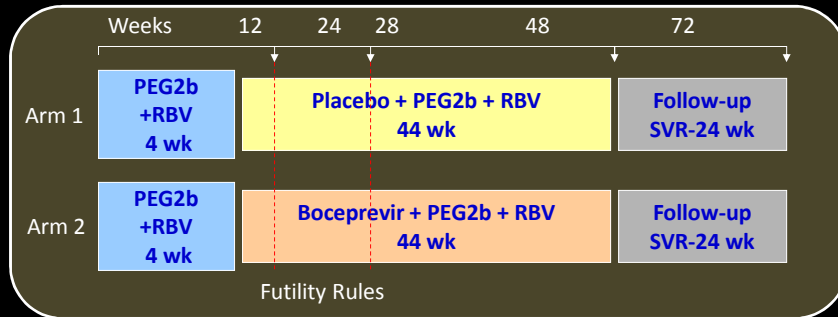 Weeks 12 24 28 48 72
Arm 1
PEG2b
+RBV
4 wk
Placebo + PEG2b + RBV
44 wk
Follow-up
SVR-24 wk
Arm 2
PEG2b
+RBV
4 wk
Boceprevir + PEG2b + RBV
44 wk
Follow-up
SVR-24 wk
Futility Rules